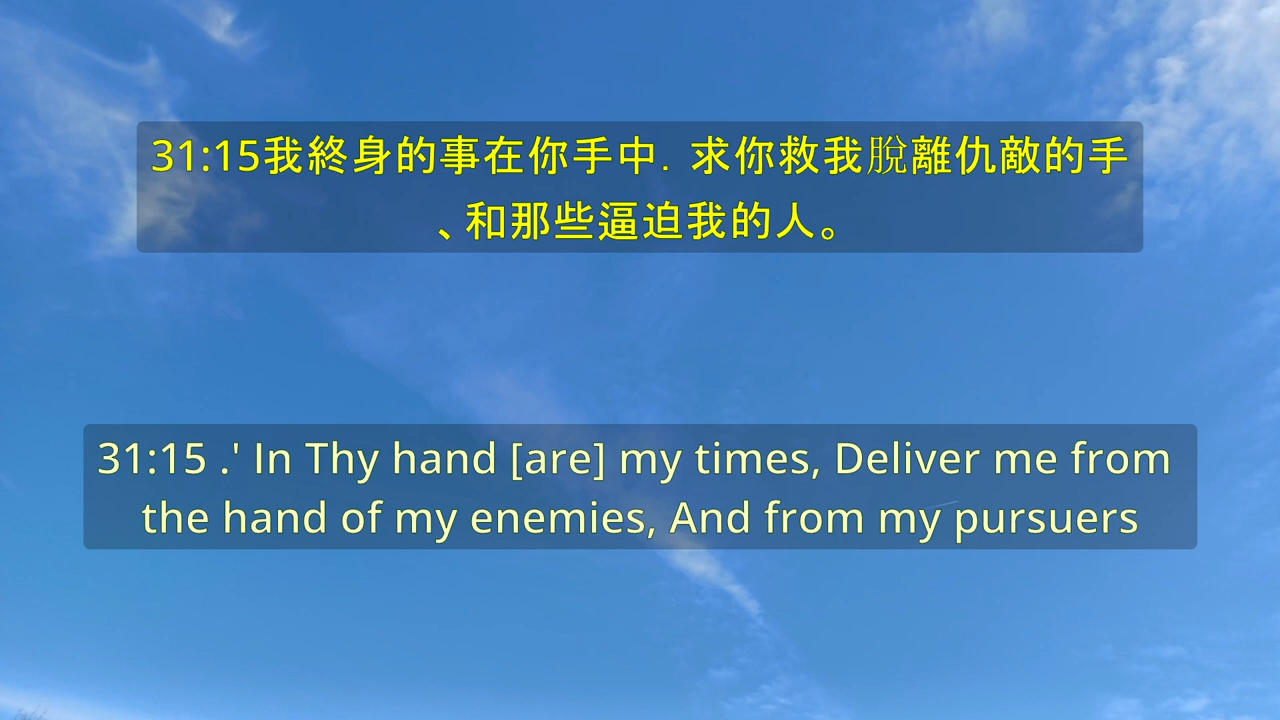 31:15我終身的事在你手中．求你救我脫離仇敵的手
、和那些逼迫我的人。
31:15 .' In Thy hand [are] my times, Deliver me from
the hand of my enemies, And from my pursuers